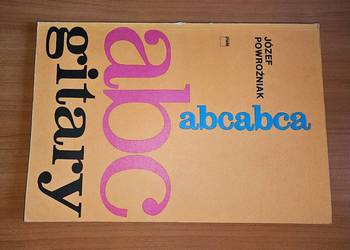 JÓZEF
POWROŹNIAK
pwm
abcabca
abc
gitary